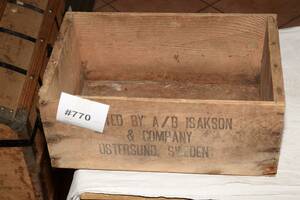 #770
ED BY A/B ISAKSON
& COMPANY
OSTERSUND, SWEDEN